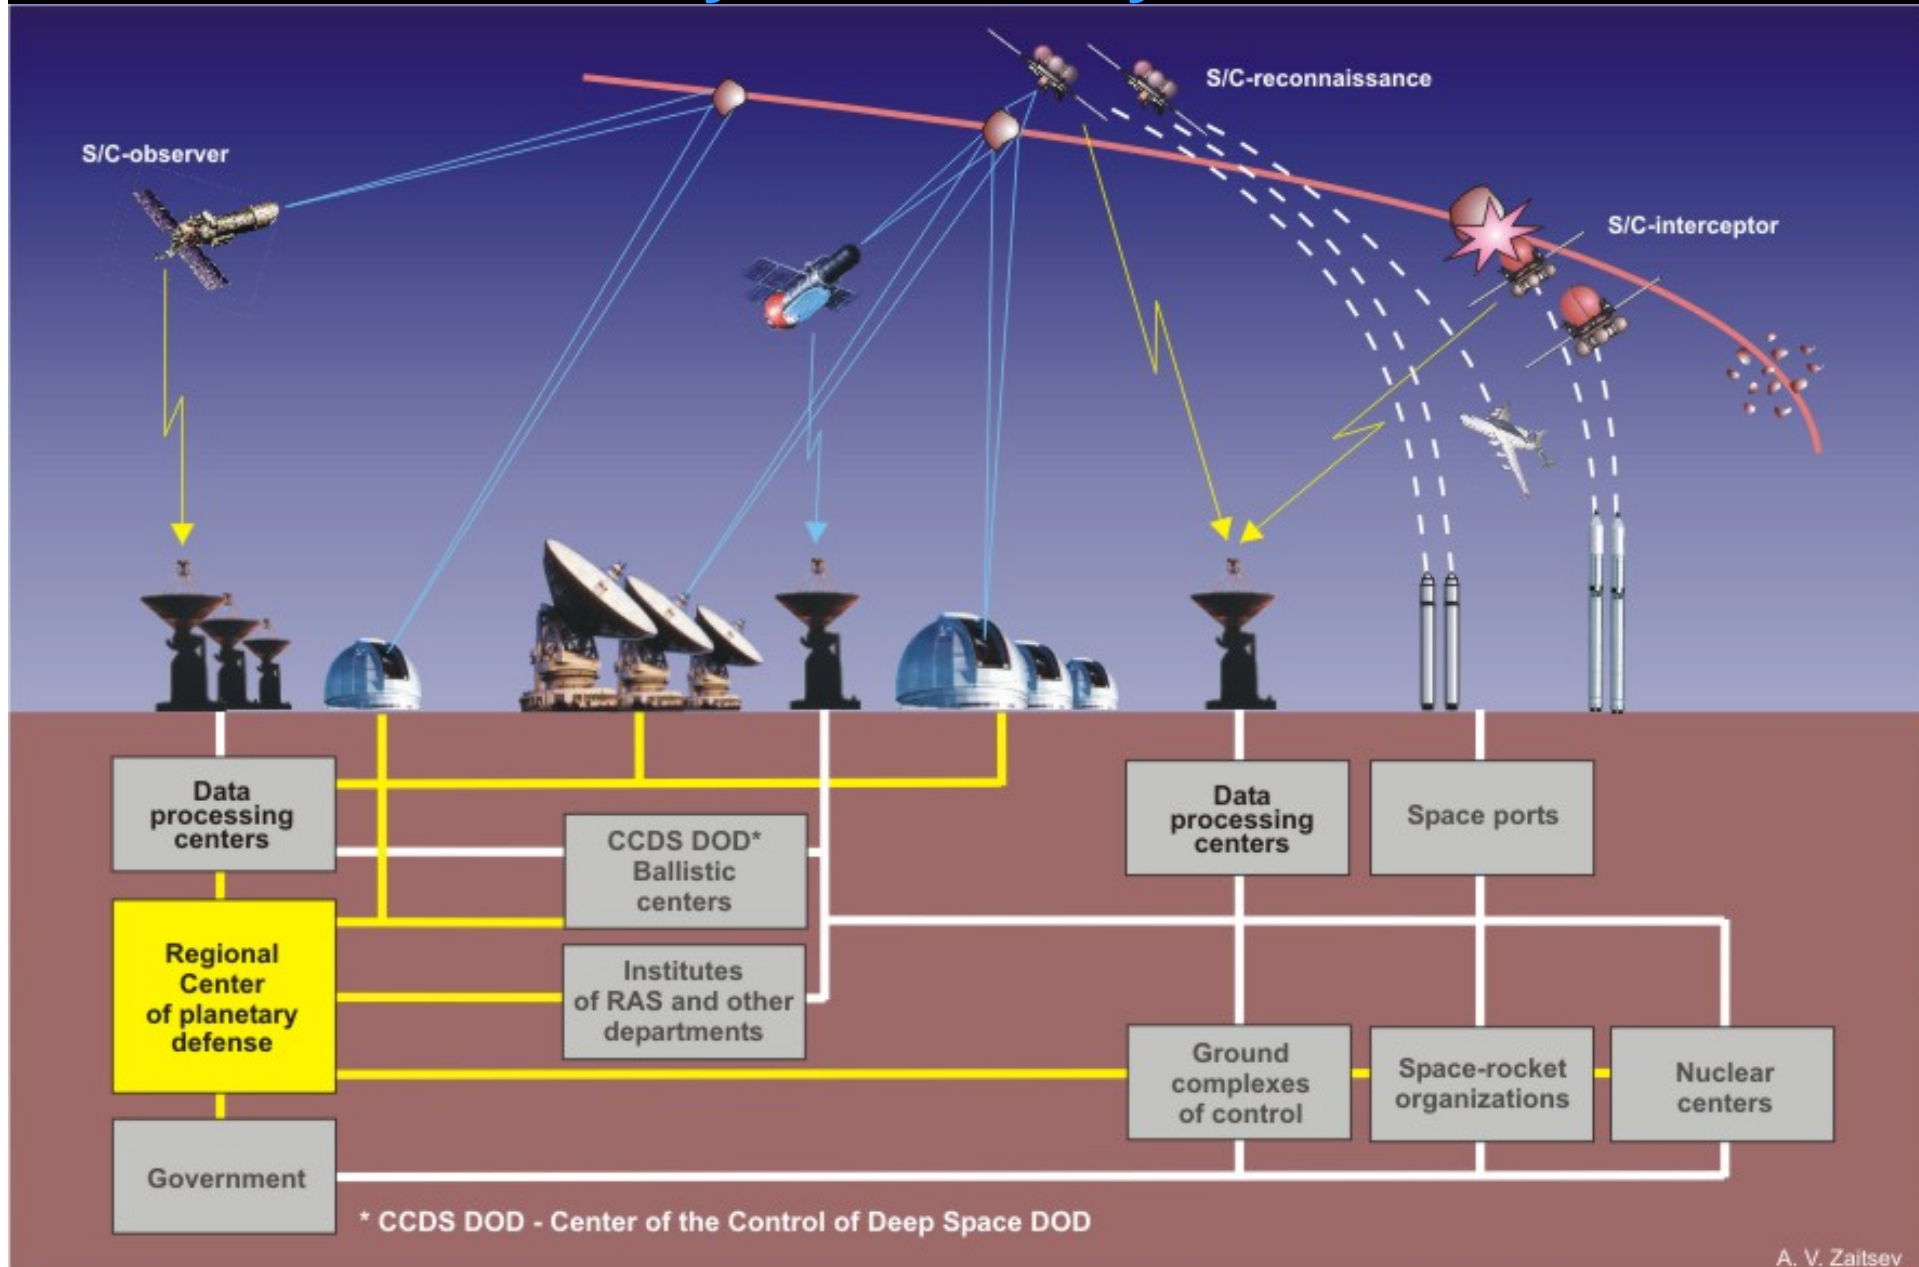 S/C-reconnaissance
S/C-observer
S/C-interceptor
Data
processing
centers
CCDS DOD*
Ballistic
centers
Data
processing
centers
Space ports
Regional
Center
of planetary
defense
Institutes
of RAS and other
departments
Ground
complexes
of control
Space-rocket
organizations
Nuclear
centers
Government
* CCDS DOD - Center of the Control of Deep Space DOD
A. V. Zaitsev